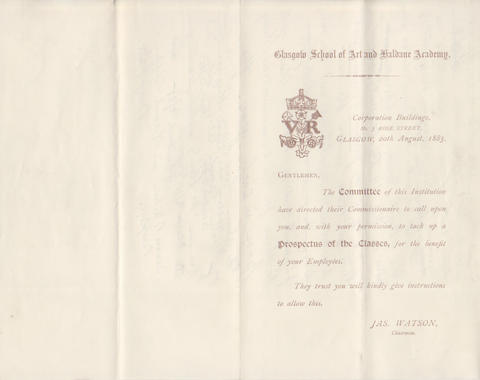 Glasgow School of Art and Haldane Academy.
V R
Corporation Buildings,
No. 3 ROSE STREET,
GLASGOW, 20th August, 1885.
GENTLEMEN,
The Committee of this Institution
have directed their Commissionaire to call upon
you, and, with your permission, to tack up a
Prospectus of the Classes, for the benefit
of your Employées.
They trust you will kindly give instructions
to allow this.
JAS. WATSON,
Chairman.